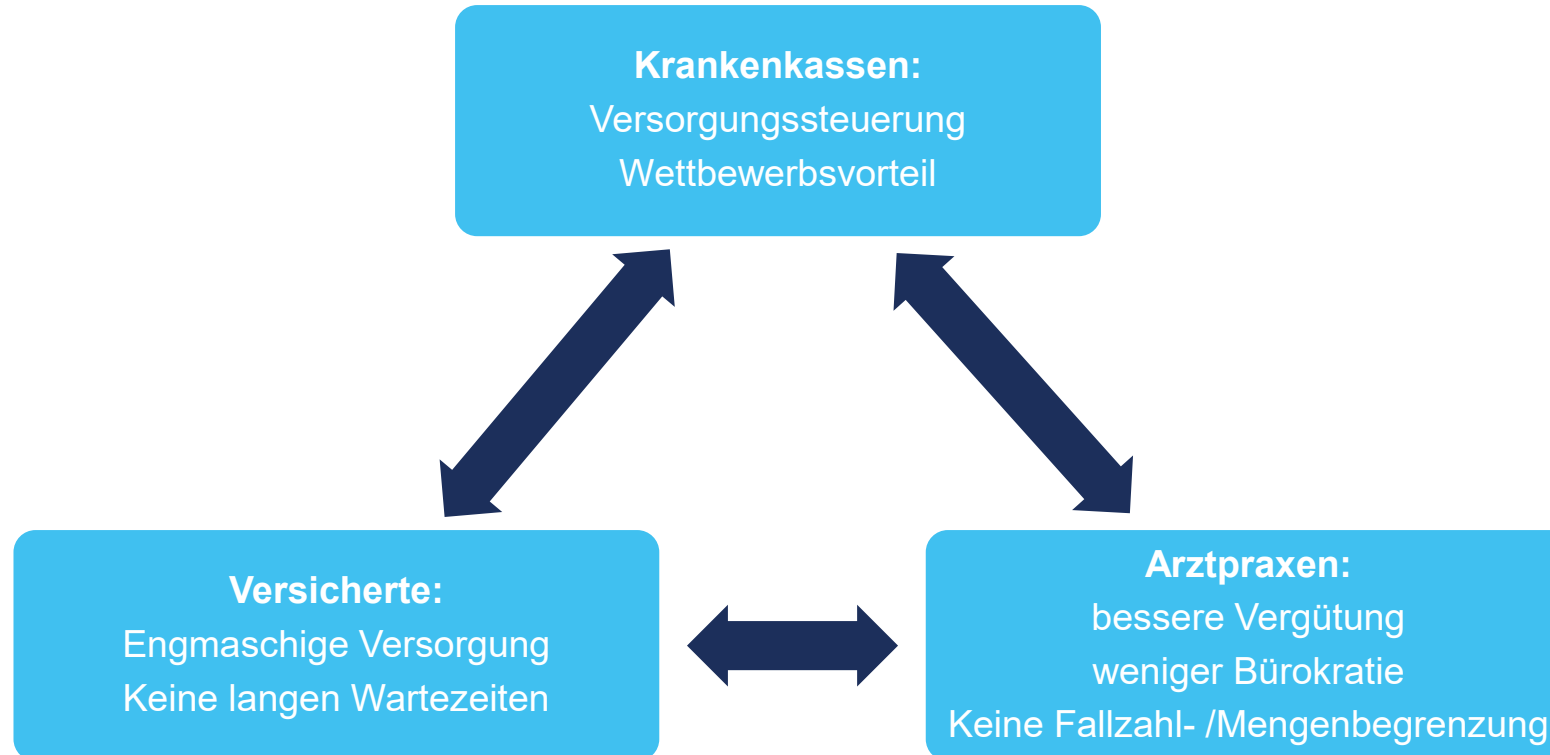 Krankenkassen:
Versorgungssteuerung
Wettbewerbsvorteil
Versicherte:
Engmaschige Versorgung
Keine langen Wartezeiten
Arztpraxen:
bessere Vergütung
weniger Bürokratie
Keine Fallzahl- /Mengenbegrenzung